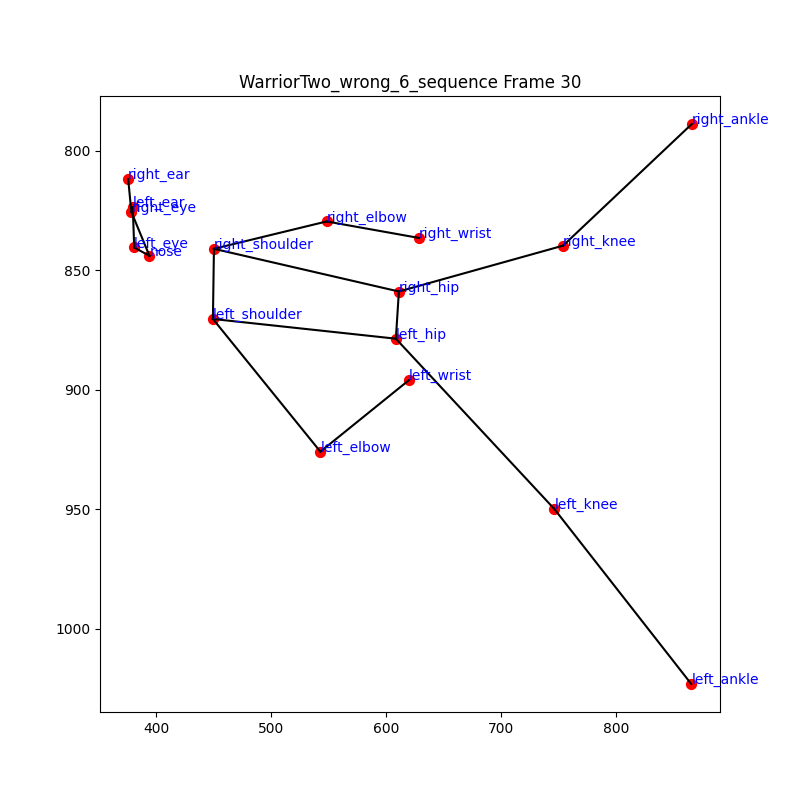 WarriorTwo_wrong_6_sequence Frame 30
right_ankle
800
right_ear
left_ear
right_eye
right_elbow
right_wrist
left_eye
nose
right_shoulder
right_knee
850
right_hip
left_shoulder
left_hip
left_wrist
900
left_elbow
left_knee
950
1000
left_ankle
400
500
600
700
800